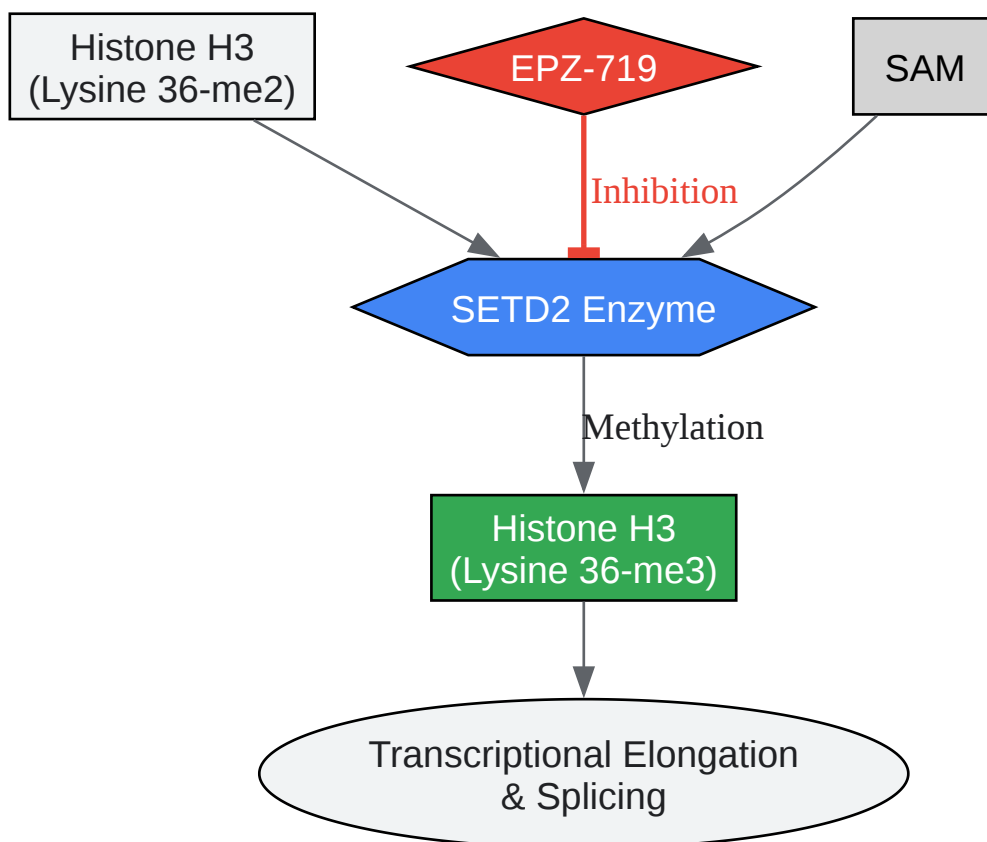 Histone H3
(Lysine 36-me2)
EPZ-719
SAM
Inhibition
SETD2 Enzyme
Methylation
Histone H3
(Lysine 36-me3)
Transcriptional Elongation
& Splicing